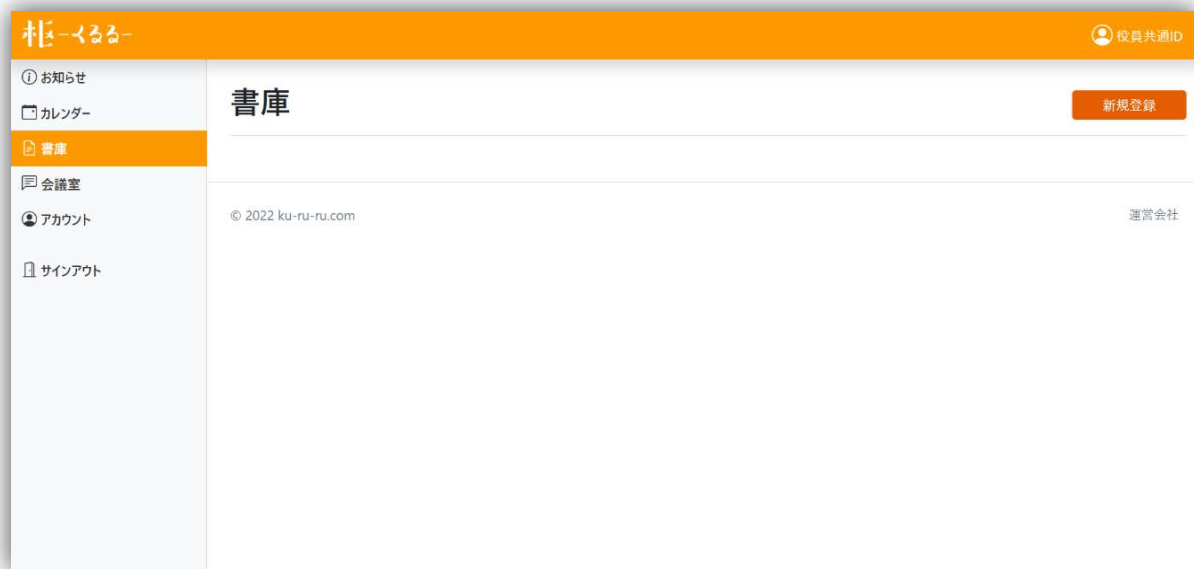 枢-くるる-
役員共通ID
お知らせ
カレンダー
書庫
会議室
アカウント
サインアウト
書庫
新規登録
© 2022 ku-ru-ru.com
運営会社